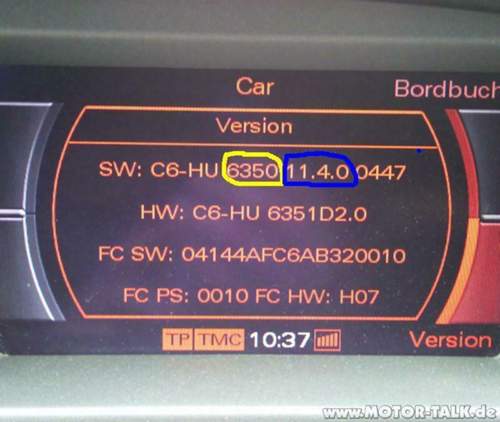 Car
Bordbuch
Version
SW: C6-HU 6350 11.4.0 0447
HW: C6-HU 6351D2.0
FC SW: 04144AFC6AB320010
FC PS: 0010 FC HW: H07
TP TMC 10:37
Version
www.MOTOR-TALK.de